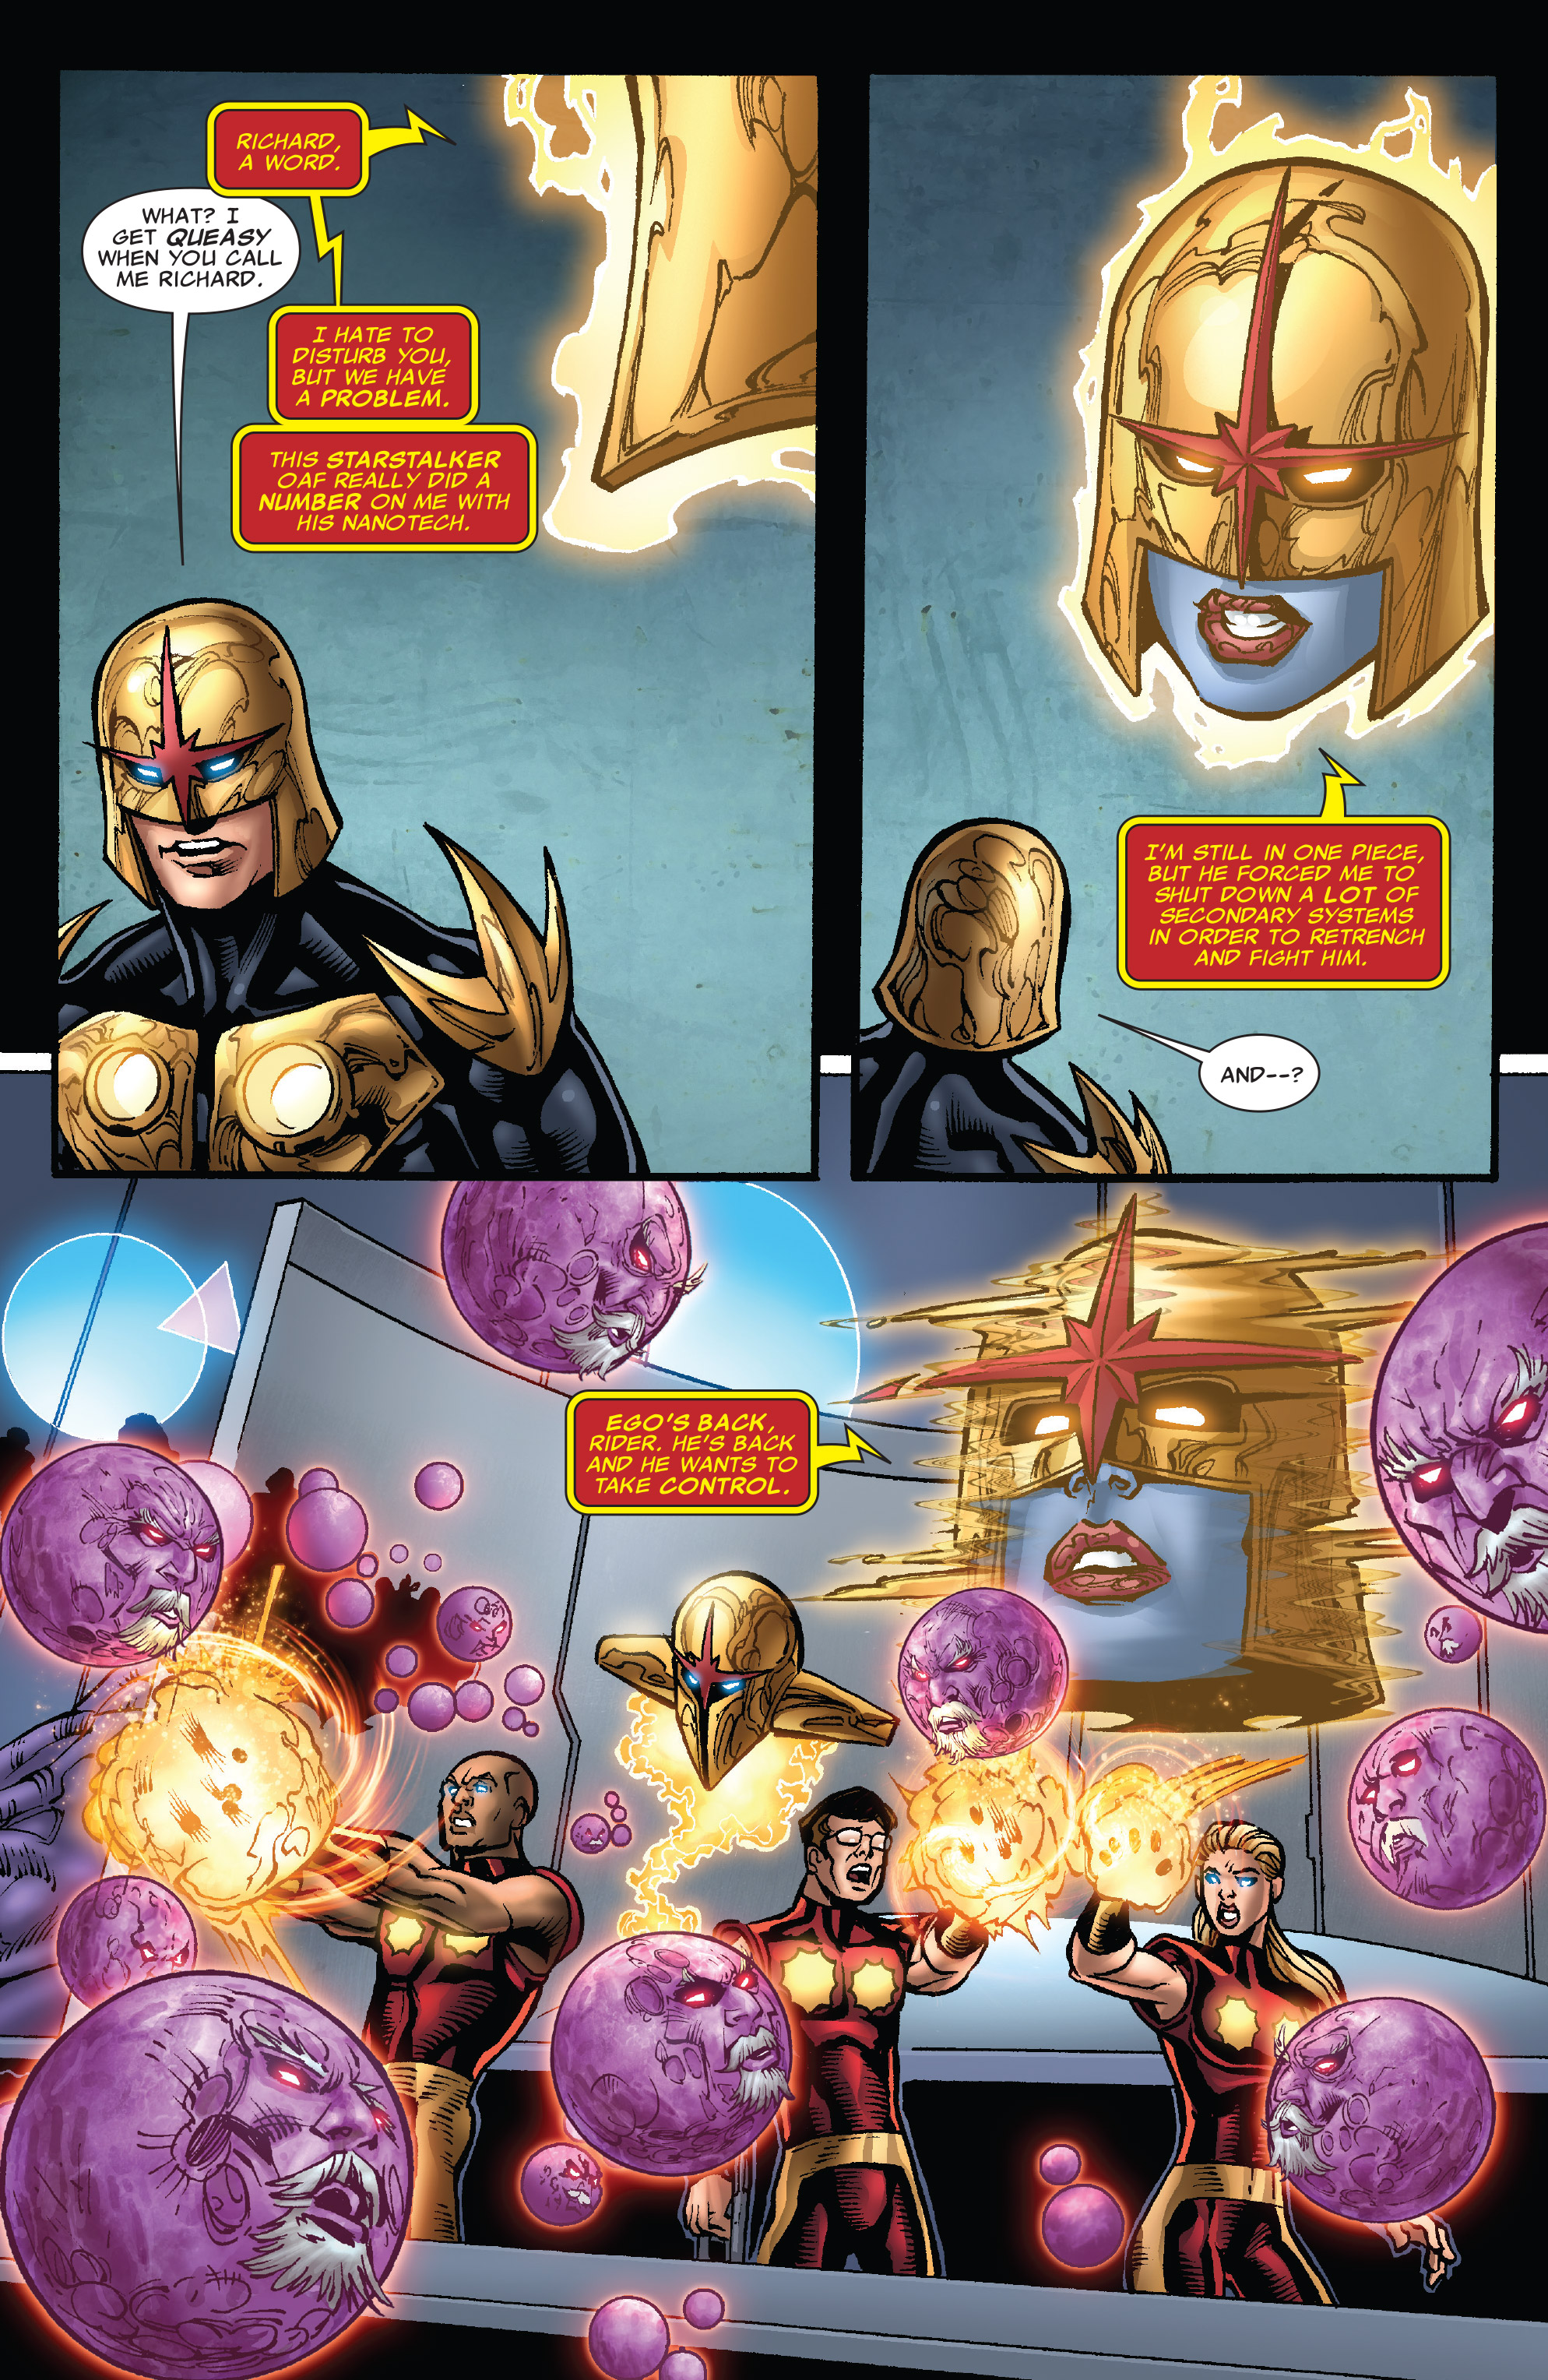 RICHARD,
A WORD.
WHAT? I
GET QUEASY
WHEN YOU CALL
ME RICHARD.
I HATE TO
DISTURB YOU,
BUT WE HAVE
A PROBLEM.
THIS STARSTALKER
OAF REALLY DID A
NUMBER ON ME WITH
HIS NANOTECH.
I'M STILL IN ONE PIECE,
BUT HE FORCED ME TO
SHUT DOWN A LOT OF
SECONDARY SYSTEMS
IN ORDER TO RETRENCH
AND FIGHT HIM.
AND--?
EGO'S BACK,
RIDER. HE'S BACK
AND HE WANTS TO
TAKE CONTROL.